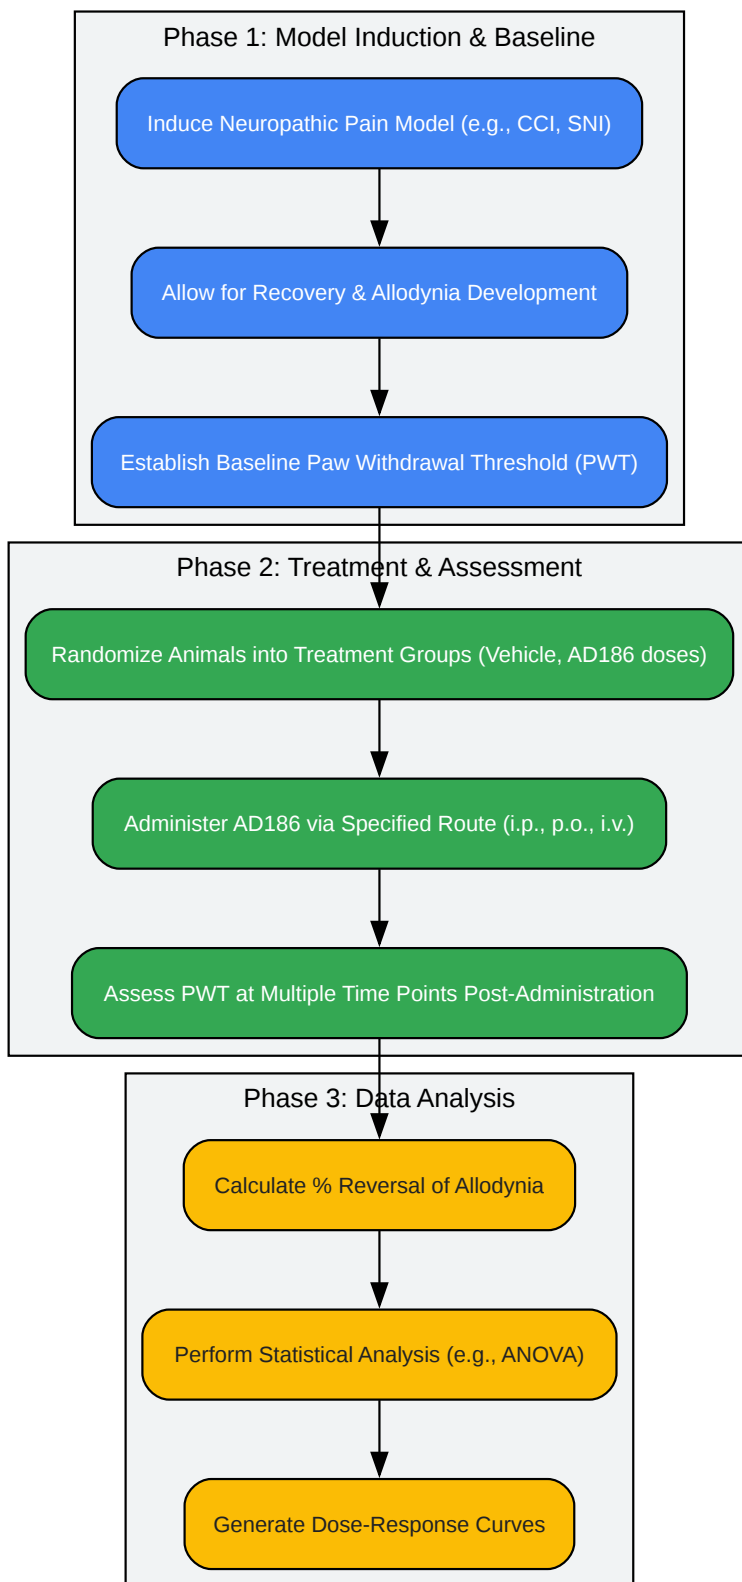 Phase 1: Model Induction & Baseline
Induce Neuropathic Pain Model (e.g., CCI, SNI)
Allow for Recovery & Allodynia Development
Establish Baseline Paw Withdrawal Threshold (PWT)
Phase 2: Treatment & Assessment
Randomize Animals into Treatment Groups (Vehicle, AD186 doses)
Administer AD186 via Specified Route (i.p., p.o., i.v.)
Assess PWT at Multiple Time Points Post-Administration
Phase 3: Data Analysis
Calculate % Reversal of Allodynia
Perform Statistical Analysis (e.g., ANOVA)
Generate Dose-Response Curves